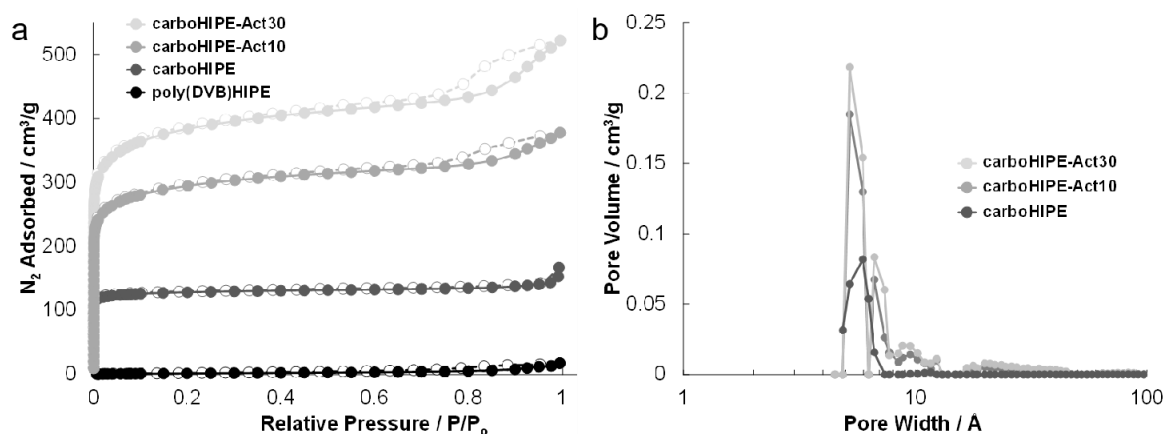 a
carboHIPE-Act30
carboHIPE-Act10
carboHIPE
poly(DVB)HIPE
N₂ Adsorbed / cm³/g
500
400
300
200
100
0
0
0.2
0.4
0.6
0.8
1
Relative Pressure / P/Pₒ
b
carboHIPE-Act30
carboHIPE-Act10
carboHIPE
Pore Volume / cm³/g
0.25
0.2
0.15
0.1
0.05
0
1
10
100
Pore Width / Å